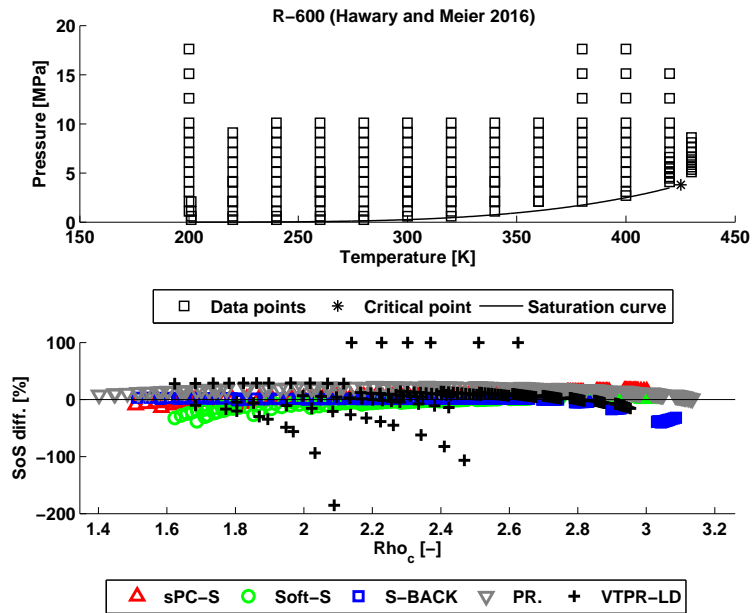 R-600 (Hawary and Meier 2016)
Pressure [MPa]
20
15
10
5
0
150 200 250 300 350 400 450
Temperature [K]
Data points Critical point Saturation curve
SoS diff. [%]
100
0
-100
-200
1.4 1.6 1.8 2 2.2 2.4 2.6 2.8 3 3.2
Rho_c [-]
sPC-S Soft-S S-BACK PR. VTPR-LD